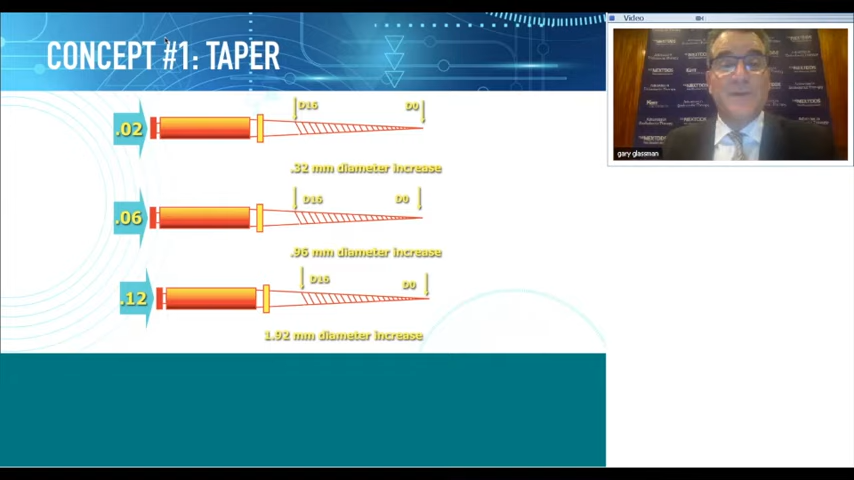 CONCEPT #1: TAPER
Video
D16 D0
.02
.32 mm diameter increase
D16 D0
.06
.96 mm diameter increase
D16 D0
.12
1.92 mm diameter increase
gary glassman